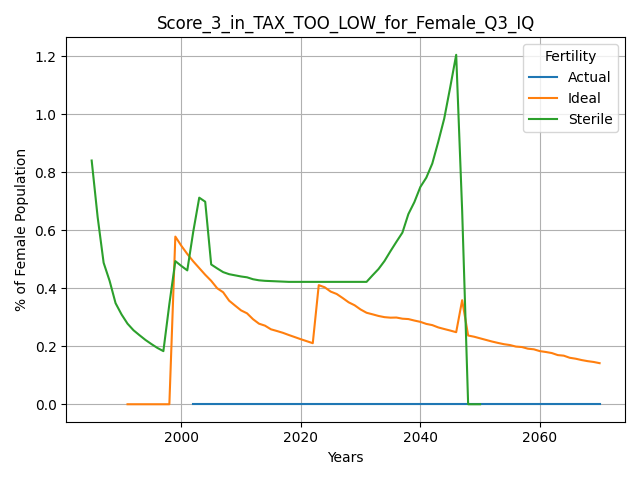 Score_3_in_TAX_TOO_LOW_for_Female_Q3_IQ
Fertility
Actual
Ideal
Sterile
% of Female Population
1.2
1.0
0.8
0.6
0.4
0.2
0.0
2000 2020 2040 2060
Years